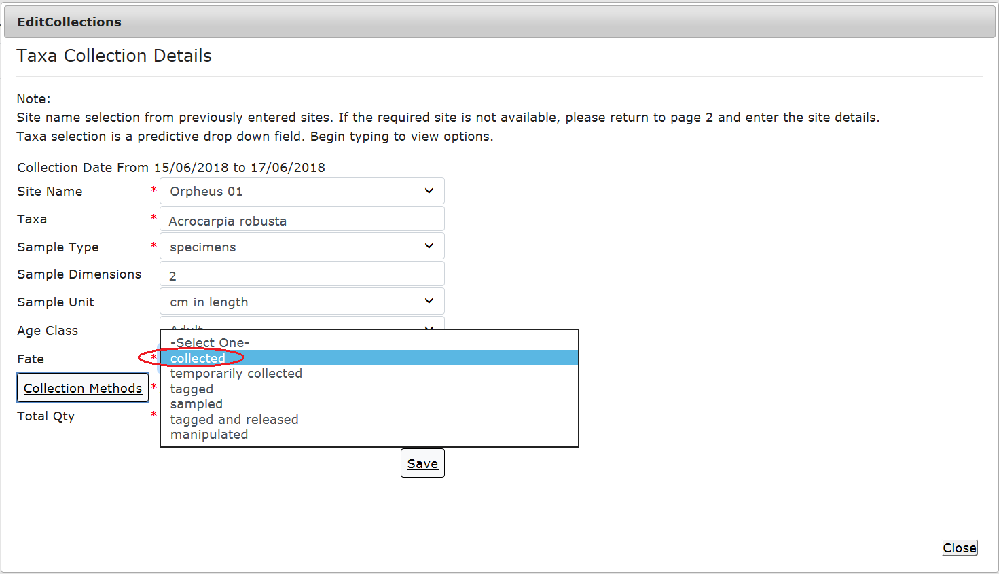 EditCollections
Taxa Collection Details
Note:
Site name selection from previously entered sites. If the required site is not available, please return to page 2 and enter the site details.
Taxa selection is a predictive drop down field. Begin typing to view options.
Collection Date From 15/06/2018 to 17/06/2018
Site Name * Orpheus 01
Taxa * Acrocarpia robusta
Sample Type * specimens
Sample Dimensions 2
Sample Unit cm in length
Age Class Adult
-Select One-
Fate * collected
temporarily collected
Collection Methods * tagged
sampled
Total Qty * tagged and released
manipulated
Save
Close